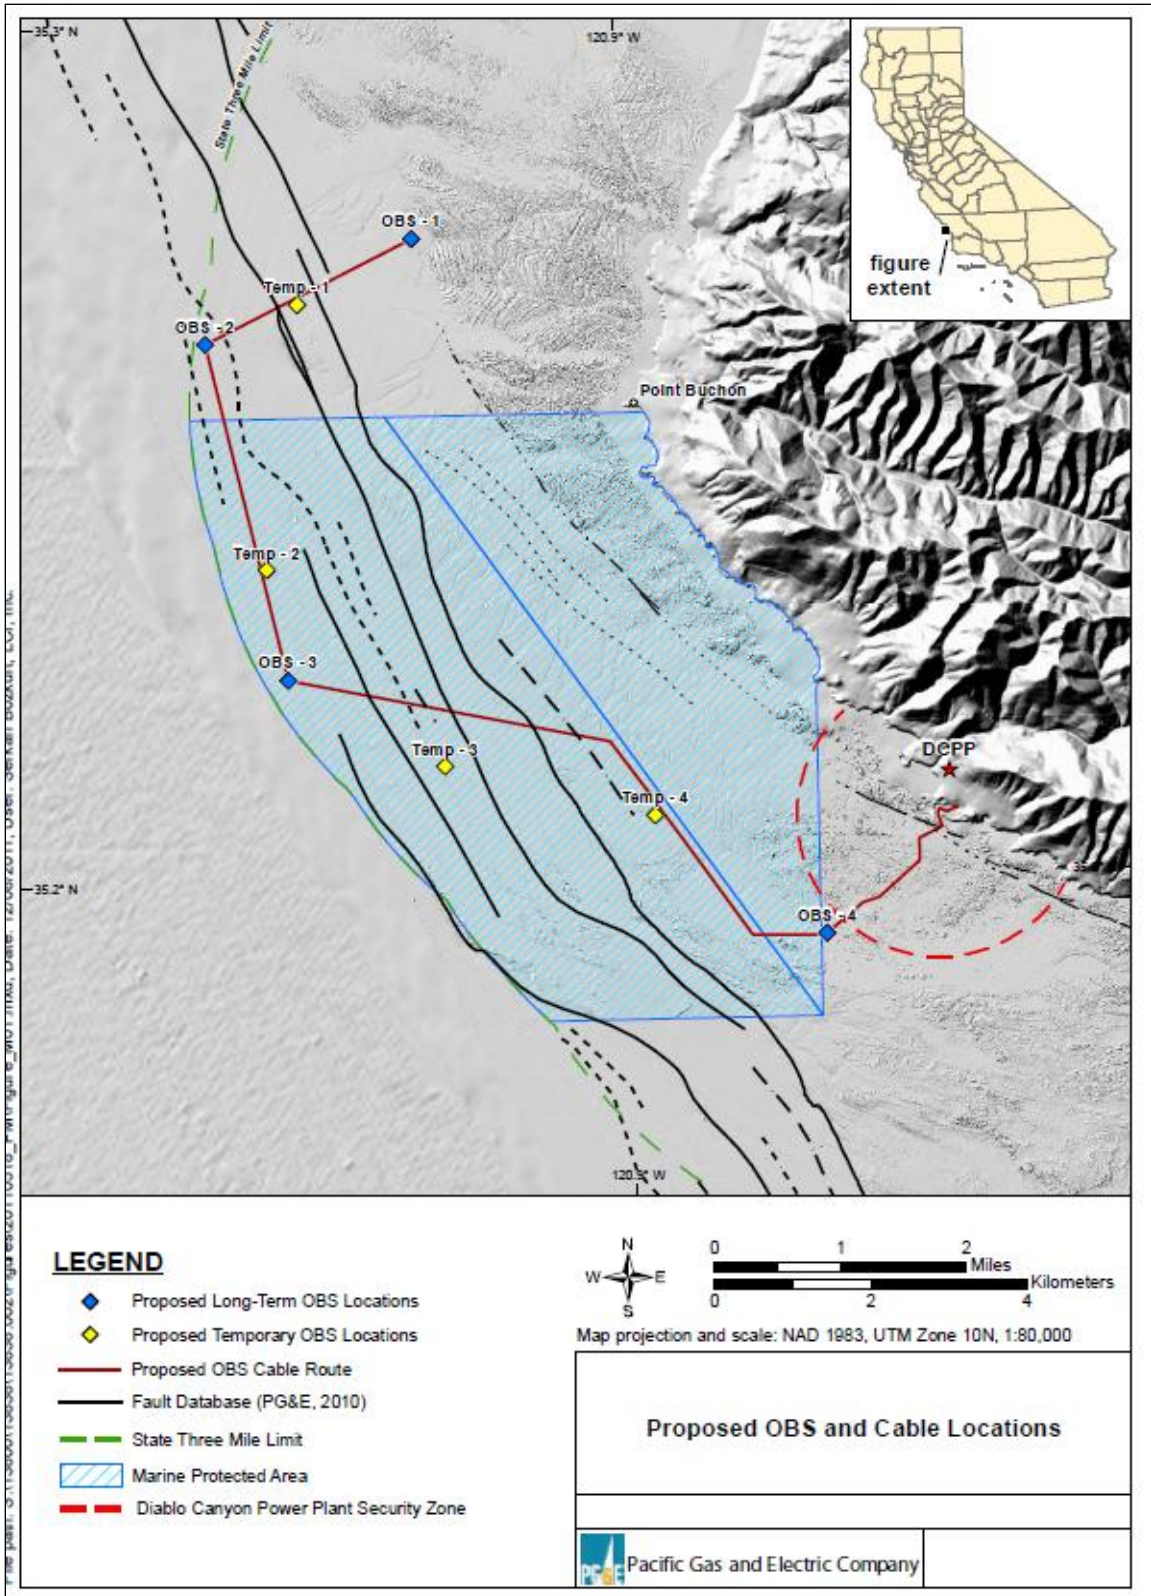 35.3° N
120.9° W
State Three Mile Limit
OBS - 1
figure
extent
Temp - 1
OBS - 2
Point Buchon
Temp - 2
OBS - 3
Temp - 3
DCPP
Temp - 4
35.2° N
OBS - 4
120.9° W
LEGEND
Proposed Long-Term OBS Locations
Proposed Temporary OBS Locations
Proposed OBS Cable Route
Fault Database (PG&E, 2010)
State Three Mile Limit
Marine Protected Area
Diablo Canyon Power Plant Security Zone
N
W E
S
0 1 2
Miles
Kilometers
0 2 4
Map projection and scale: NAD 1983, UTM Zone 10N, 1:80,000
Proposed OBS and Cable Locations
PG&E
Pacific Gas and Electric Company